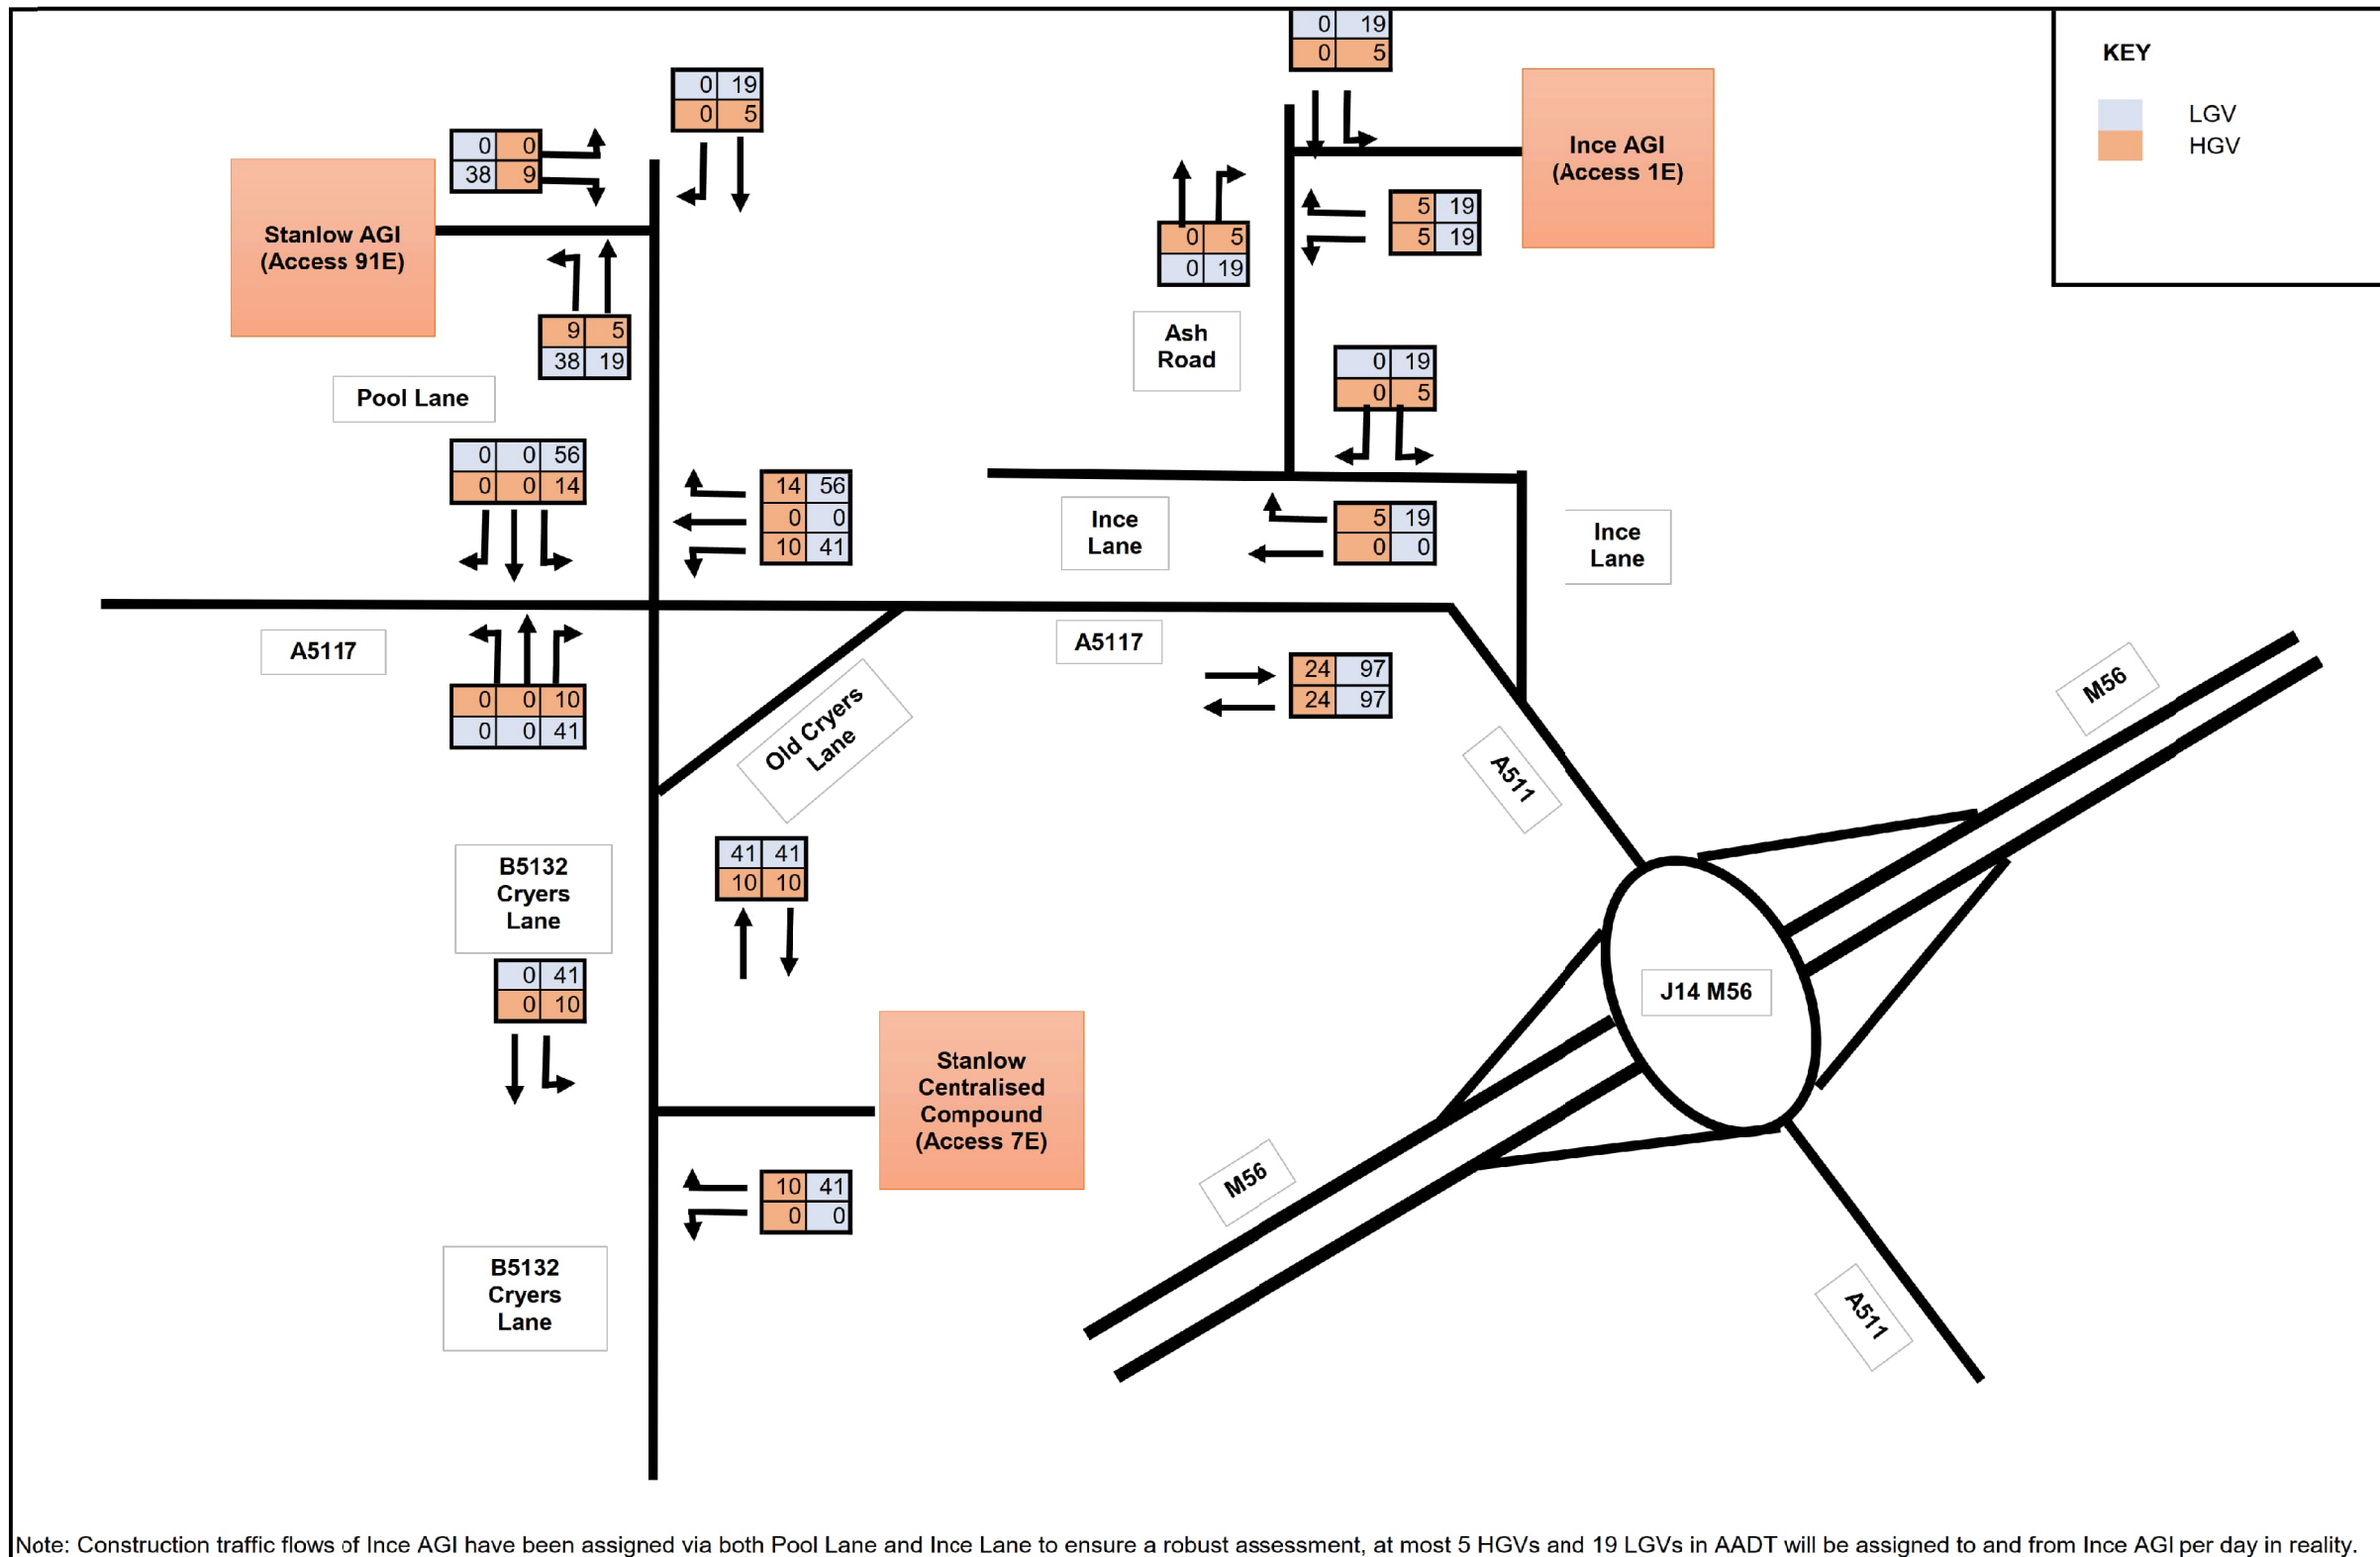 0 19
0 5
KEY
LGV
HGV
0 19
0 5
0 0
38 9
Ince AGI
(Access 1E)
Stanlow AGI
(Access 91E)
5 19
5 19
0 5
0 19
9 5
38 19
Ash
Road
Pool Lane
0 19
0 5
0 0 56
0 0 14
14 56
0 0
10 41
Ince
Lane
5 19
0 0
Ince
Lane
A5117
A5117
24 97
24 97
M56
0 0 10
0 0 41
Old Cryers
Lane
A511
B5132
Cryers
Lane
41 41
10 10
0 41
0 10
J14 M56
Stanlow
Centralised
Compound
(Access 7E)
M56
10 41
0 0
B5132
Cryers
Lane
A511
Note: Construction traffic flows of Ince AGI have been assigned via both Pool Lane and Ince Lane to ensure a robust assessment, at most 5 HGVs and 19 LGVs in AADT will be assigned to and from Ince AGI per day in reality.